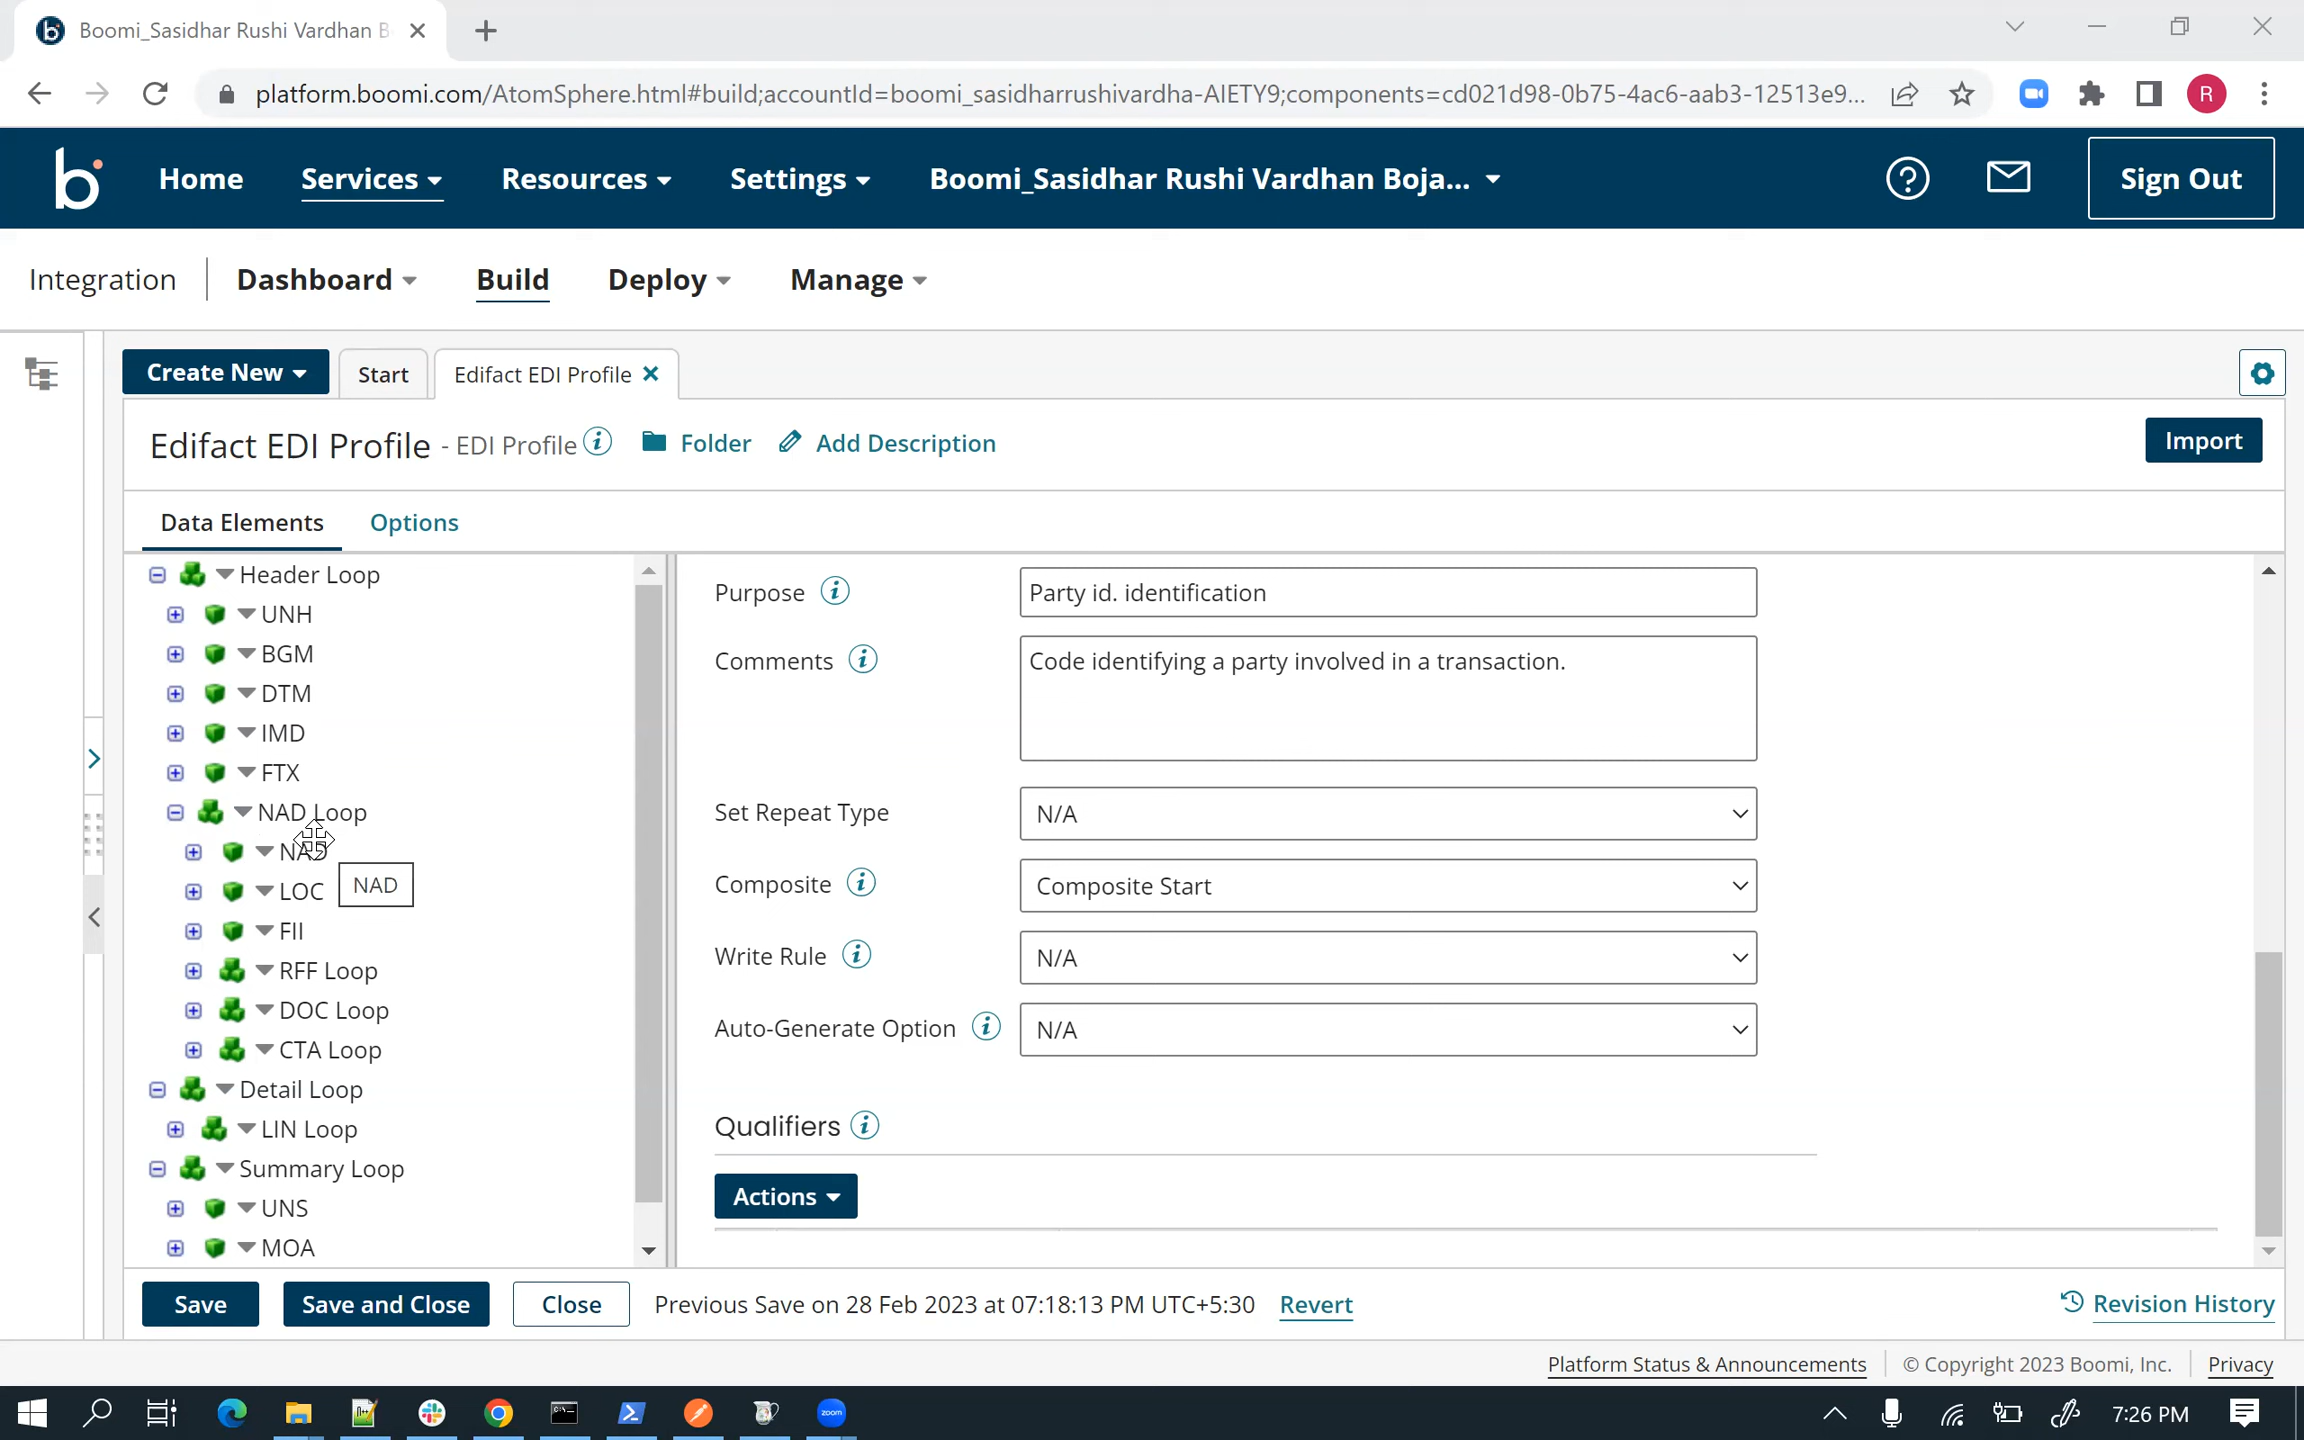 Boomi_Sasidhar Rushi Vardhan B
platform.boomi.com/AtomSphere.html#build;accountId=boomi_sasidharrushivardha-AIETY9;components=cd021d98-0b75-4ac6-aab3-12513e9...
R
b Home Services Resources Settings Boomi_Sasidhar Rushi Vardhan Boja... Sign Out
Integration Dashboard Build Deploy Manage
Create New Start Edifact EDI Profile
Edifact EDI Profile - EDI Profile Folder Add Description Import
Data Elements Options
Header Loop
UNH
BGM
DTM
IMD
FTX
NAD Loop
NAD
NAD
LOC
FII
RFF Loop
DOC Loop
CTA Loop
Detail Loop
LIN Loop
Summary Loop
UNS
MOA
Purpose Party id. identification
Comments Code identifying a party involved in a transaction.
Set Repeat Type N/A
Composite Composite Start
Write Rule N/A
Auto-Generate Option N/A
Qualifiers
Actions
Save Save and Close Close Previous Save on 28 Feb 2023 at 07:18:13 PM UTC+5:30 Revert Revision History
Platform Status & Announcements © Copyright 2023 Boomi, Inc. Privacy
zoom
7:26 PM